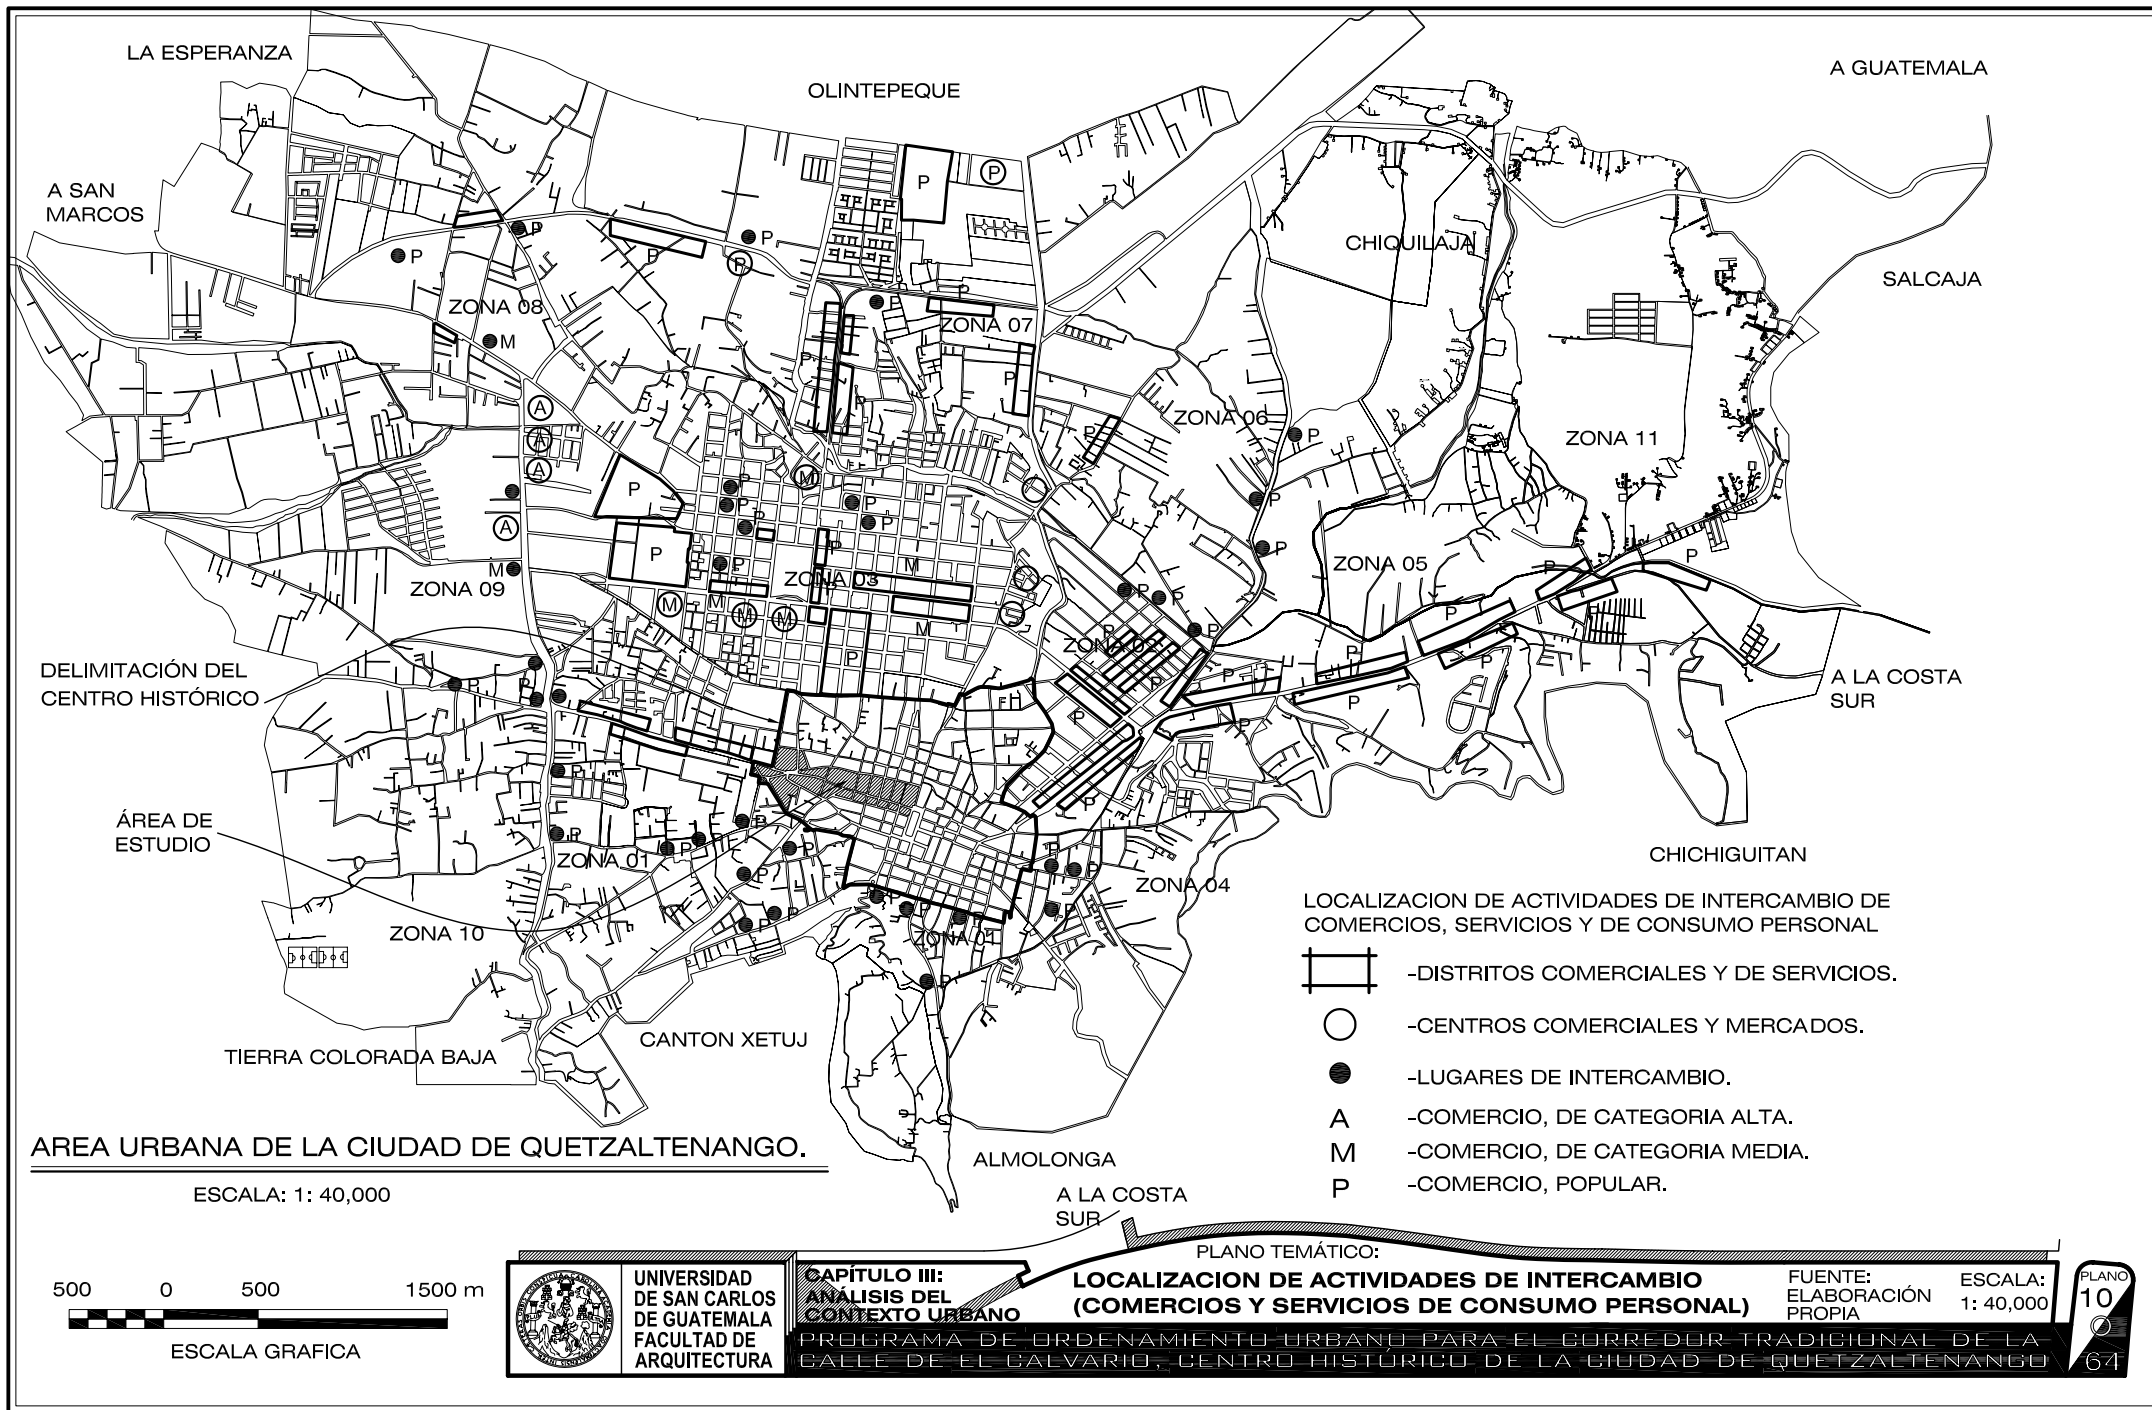 LA ESPERANZA
OLINTEPEQUE
A GUATEMALA
A SAN
MARCOS
CHIQUILAJA
SALCAJA
ZONA 08
ZONA 07
ZONA 06
ZONA 11
ZONA 09
ZONA 03
ZONA 05
ZONA 02
DELIMITACIÓN DEL
CENTRO HISTÓRICO
A LA COSTA
SUR
ÁREA DE
ESTUDIO
ZONA 01
ZONA 04
CHICHIGUITAN
ZONA 10
ZONA 01
TIERRA COLORADA BAJA
CANTON XETUJ
ALMOLONGA
A LA COSTA
SUR
P
P
P
P
P
P
P
P
P
P
M
A
A
A
A
M
M
M
M
M
M
M
M
LOCALIZACION DE ACTIVIDADES DE INTERCAMBIO DE
COMERCIOS, SERVICIOS Y DE CONSUMO PERSONAL
-DISTRITOS COMERCIALES Y DE SERVICIOS.
-CENTROS COMERCIALES Y MERCADOS.
-LUGARES DE INTERCAMBIO.
A -COMERCIO, DE CATEGORIA ALTA.
M -COMERCIO, DE CATEGORIA MEDIA.
P -COMERCIO, POPULAR.
AREA URBANA DE LA CIUDAD DE QUETZALTENANGO.
ESCALA: 1: 40,000
500 0 500 1500 m
ESCALA GRAFICA
UNIVERSIDAD
DE SAN CARLOS
DE GUATEMALA
FACULTAD DE
ARQUITECTURA
CAPÍTULO III:
ANÁLISIS DEL
CONTEXTO URBANO
PLANO TEMÁTICO:
LOCALIZACION DE ACTIVIDADES DE INTERCAMBIO
(COMERCIOS Y SERVICIOS DE CONSUMO PERSONAL)
FUENTE:
ELABORACIÓN
PROPIA
ESCALA:
1: 40,000
PROGRAMA DE ORDENAMIENTO URBANO PARA EL CORREDOR TRADICIONAL DE LA
CALLE DE EL CALVARIO, CENTRO HISTÓRICO DE LA CIUDAD DE QUETZALTENANGO
PLANO
10
64